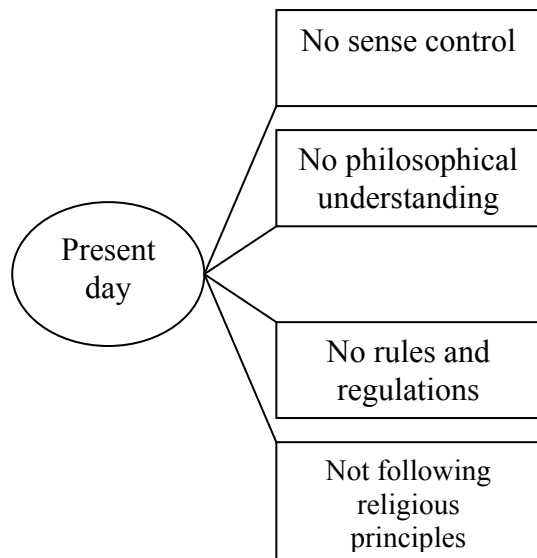 No sense control
No philosophical
understanding
Present
day
No rules and
regulations
Not following
religious
principles